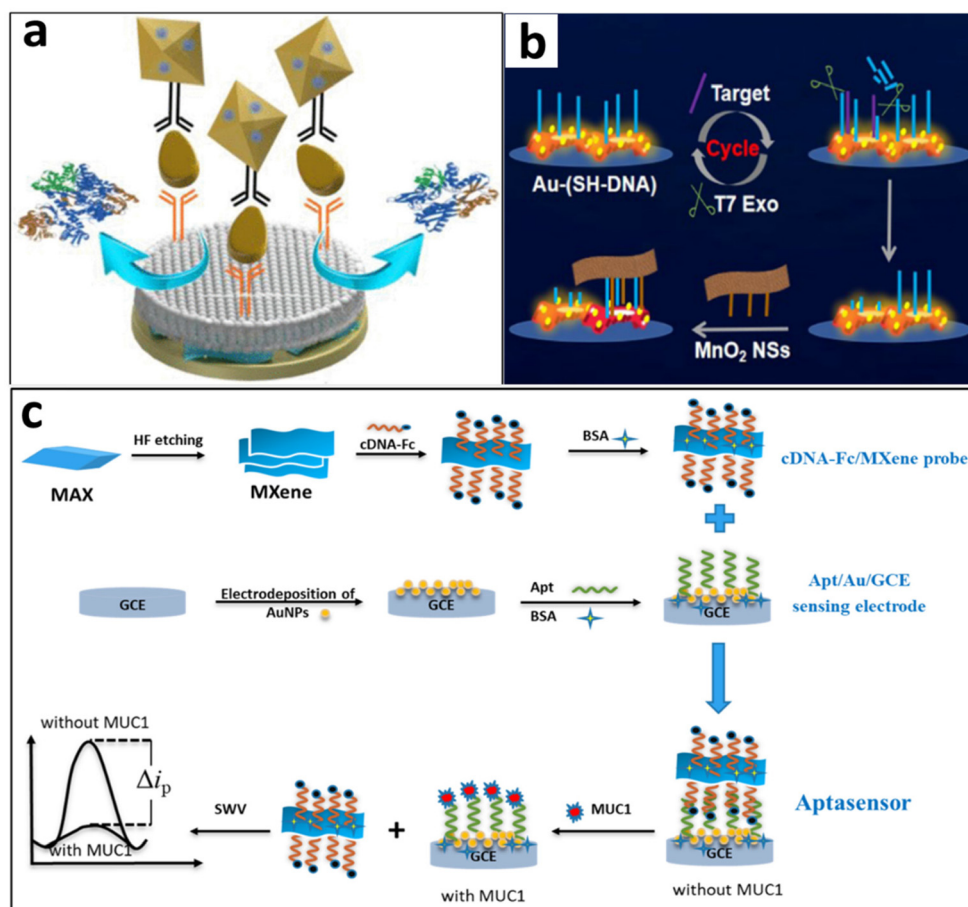 a
b
Target
Cycle
Au-(SH-DNA)
T7 Exo
MnO₂ NSs
c
HF etching
cDNA-Fc
BSA
MAX
MXene
cDNA-Fc/MXene probe
Electrodeposition of
AuNPs
GCE
GCE
Apt
BSA
GCE
Apt/Au/GCE
sensing electrode
without MUC1
Δiₚ
with MUC1
SWV
+
GCE
with MUC1
MUC1
GCE
without MUC1
Aptasensor